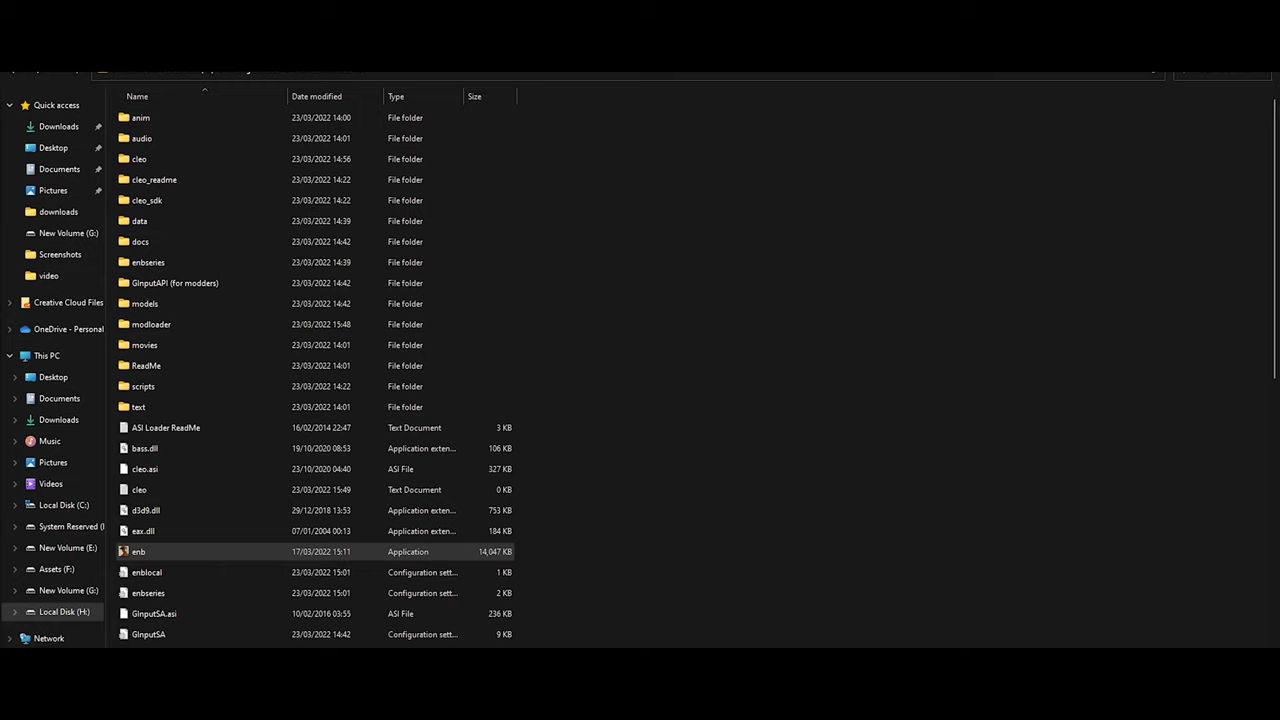 Name Date modified Type Size
Quick access
Downloads
Desktop
Documents
Pictures
downloads
New Volume (G:)
Screenshots
video
Creative Cloud Files
OneDrive - Personal
This PC
Desktop
Documents
Downloads
Music
Pictures
Videos
Local Disk (C:)
System Reserved (
New Volume (E:)
Assets (F:)
New Volume (G:)
Local Disk (H:)
Network
anim 23/03/2022 14:00 File folder
audio 23/03/2022 14:01 File folder
cleo 23/03/2022 14:56 File folder
cleo_readme 23/03/2022 14:22 File folder
cleo_sdk 23/03/2022 14:22 File folder
data 23/03/2022 14:39 File folder
docs 23/03/2022 14:42 File folder
enbseries 23/03/2022 14:39 File folder
GInputAPI (for modders) 23/03/2022 14:42 File folder
models 23/03/2022 14:42 File folder
modloader 23/03/2022 15:48 File folder
movies 23/03/2022 14:01 File folder
ReadMe 23/03/2022 14:01 File folder
scripts 23/03/2022 14:22 File folder
text 23/03/2022 14:01 File folder
ASI Loader ReadMe 16/02/2014 22:47 Text Document 3 KB
bass.dll 19/10/2020 08:53 Application exten... 106 KB
cleo.asi 23/10/2020 04:40 ASI File 327 KB
cleo 23/03/2022 15:49 Text Document 0 KB
d3d9.dll 29/12/2018 13:53 Application exten... 753 KB
eax.dll 07/01/2004 00:13 Application exten... 184 KB
enb 17/03/2022 15:11 Application 14,047 KB
enblocal 23/03/2022 15:01 Configuration sett... 1 KB
enbseries 23/03/2022 15:01 Configuration sett... 2 KB
GInputSA.asi 10/02/2016 03:55 ASI File 236 KB
GInputSA 23/03/2022 14:42 Configuration sett... 9 KB